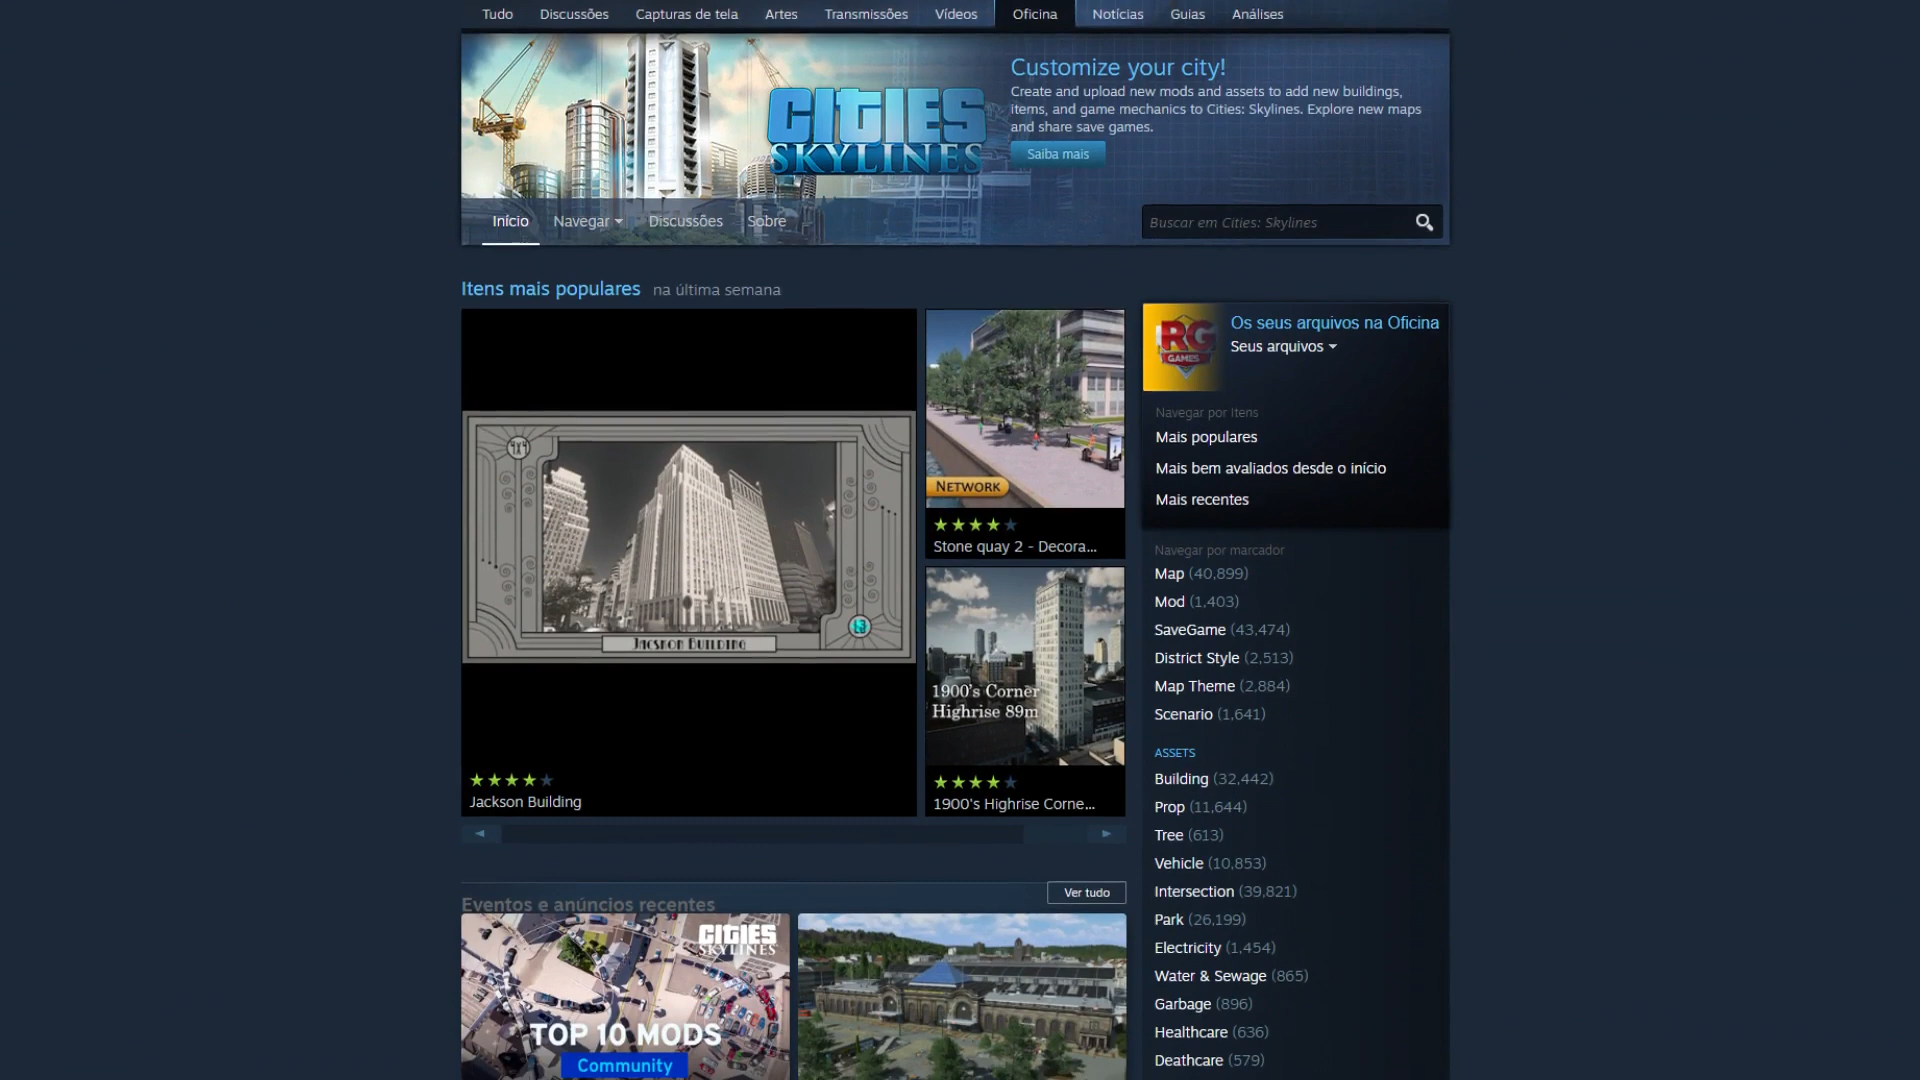 Tudo
Discussões
Capturas de tela
Artes
Transmissões
Vídeos
Oficina
Notícias
Guias
Análises
CITIES
SKYLINES
Customize your city!
Create and upload new mods and assets to add new buildings,
items, and game mechanics to Cities: Skylines. Explore new maps
and share save games.
Saiba mais
Início
Navegar
Discussões
Sobre
Buscar em Cities: Skylines
Itens mais populares na última semana
4x4
JACKSON BUILDING
L3
★★★★★
Jackson Building
NETWORK
★★★★★
Stone quay 2 - Decora...
1900's Corner
Highrise 89m
★★★★★
1900's Highrise Corne...
RG
GAMES
Os seus arquivos na Oficina
Seus arquivos
Navegar por Itens
Mais populares
Mais bem avaliados desde o início
Mais recentes
Navegar por marcador
Map (40,899)
Mod (1,403)
SaveGame (43,474)
District Style (2,513)
Map Theme (2,884)
Scenario (1,641)
ASSETS
Building (32,442)
Prop (11,644)
Tree (613)
Vehicle (10,853)
Intersection (39,821)
Park (26,199)
Electricity (1,454)
Water & Sewage (865)
Garbage (896)
Healthcare (636)
Deathcare (579)
Ver tudo
Eventos e anúncios recentes
CITIES
SKYLINES
TOP 10 MODS
Community